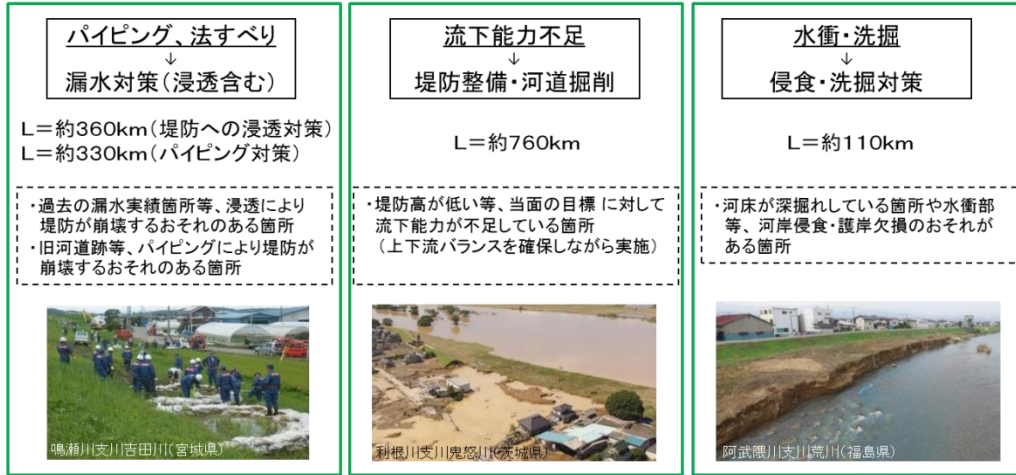 パイピング、法すべり
↓
漏水対策(浸透含む)
L=約360km(堤防への浸透対策)
L=約330km(パイピング対策)
・過去の漏水実績箇所等、浸透により
堤防が崩壊するおそれのある箇所
・旧河道跡等、パイピングにより堤防が
崩壊するおそれのある箇所
鳴瀬川支川吉田川(宮城県)
流下能力不足
↓
堤防整備・河道掘削
L=約760km
・堤防高が低い等、当面の目標 に対して
流下能力が不足している箇所
(上下流バランスを確保しながら実施)
利根川支川鬼怒川(茨城県)
水衝・洗掘
↓
侵食・洗掘対策
L=約110km
・河床が深掘れしている箇所や水衝部
等、河岸侵食・護岸欠損のおそれが
ある箇所
阿武隈川支川荒川(福島県)